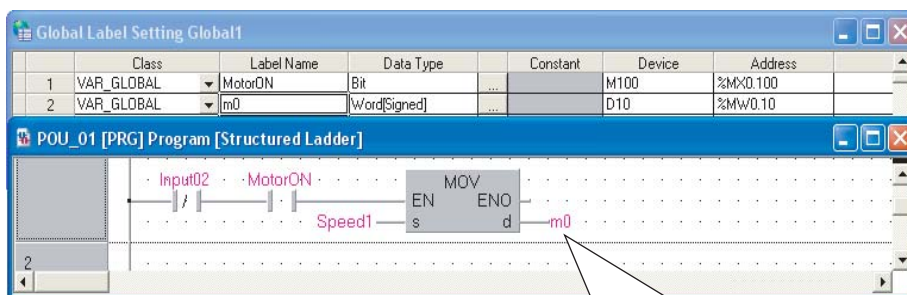 Global Label Setting Global1
Class Label Name Data Type Constant Device Address
1 VAR_GLOBAL MotorON Bit ... M100 %MX0.100
2 VAR_GLOBAL m0 Word[Signed] ... D10 %MW0.10
POU_01 [PRG] Program [Structured Ladder]
Input02 MotorON MOV
EN ENO
Speed1 s d m0
2